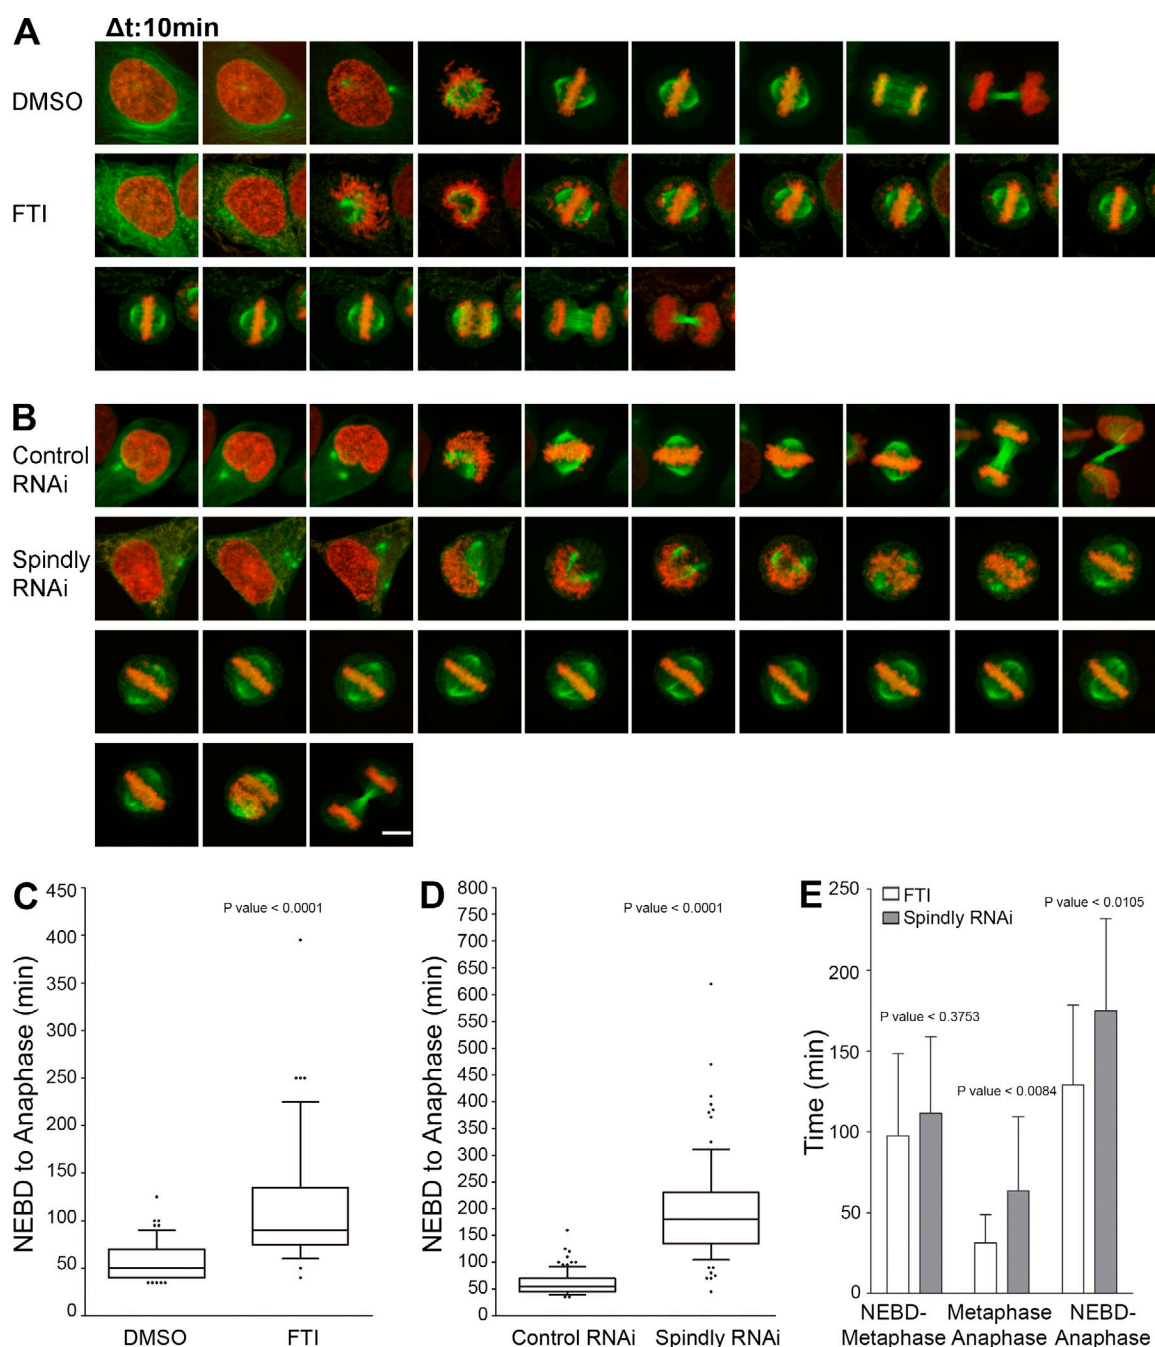 A Δt:10min
DMSO
FTI
B
Control
RNAi
Spindly
RNAi
C
NEBD to Anaphase (min)
450
400
350
300
250
200
150
100
50
0
P value < 0.0001
DMSO FTI
D
NEBD to Anaphase (min)
800
750
700
650
600
550
500
450
400
350
300
250
200
150
100
50
0
P value < 0.0001
Control RNAi Spindly RNAi
E
Time (min)
250
200
150
100
50
0
FTI
Spindly RNAi
P value < 0.0105
P value < 0.3753
P value < 0.0084
NEBD- Metaphase NEBD-
Metaphase Anaphase Anaphase